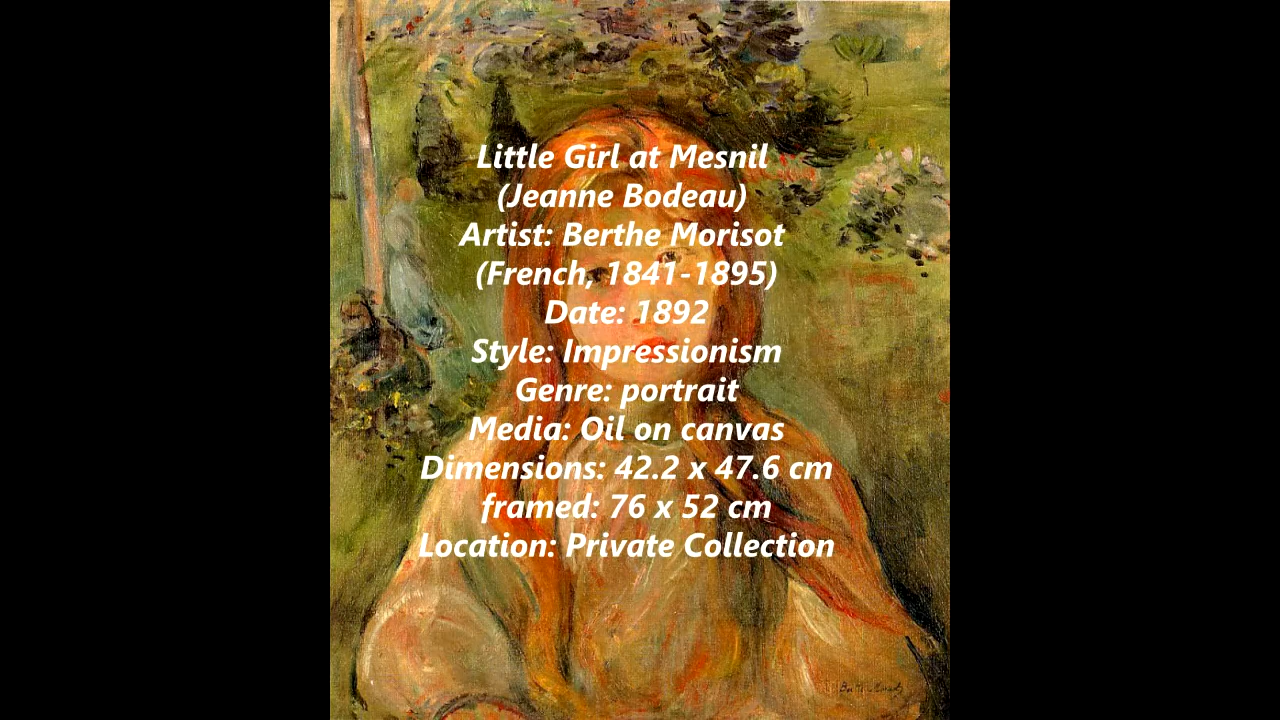 Little Girl at Mesnil
(Jeanne Bodeau)
Artist: Berthe Morisot
(French, 1841-1895)
Date: 1892
Style: Impressionism
Genre: portrait
Media: Oil on canvas
Dimensions: 42.2 x 47.6 cm
framed: 76 x 52 cm
Location: Private Collection